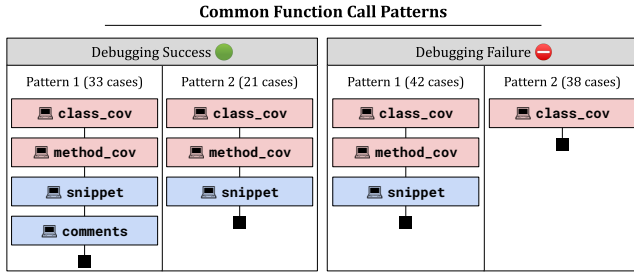 Common Function Call Patterns
Debugging Success
Debugging Failure
Pattern 1 (33 cases)
class_cov
method_cov
snippet
comments
Pattern 2 (21 cases)
class_cov
method_cov
snippet
Pattern 1 (42 cases)
class_cov
method_cov
snippet
Pattern 2 (38 cases)
class_cov